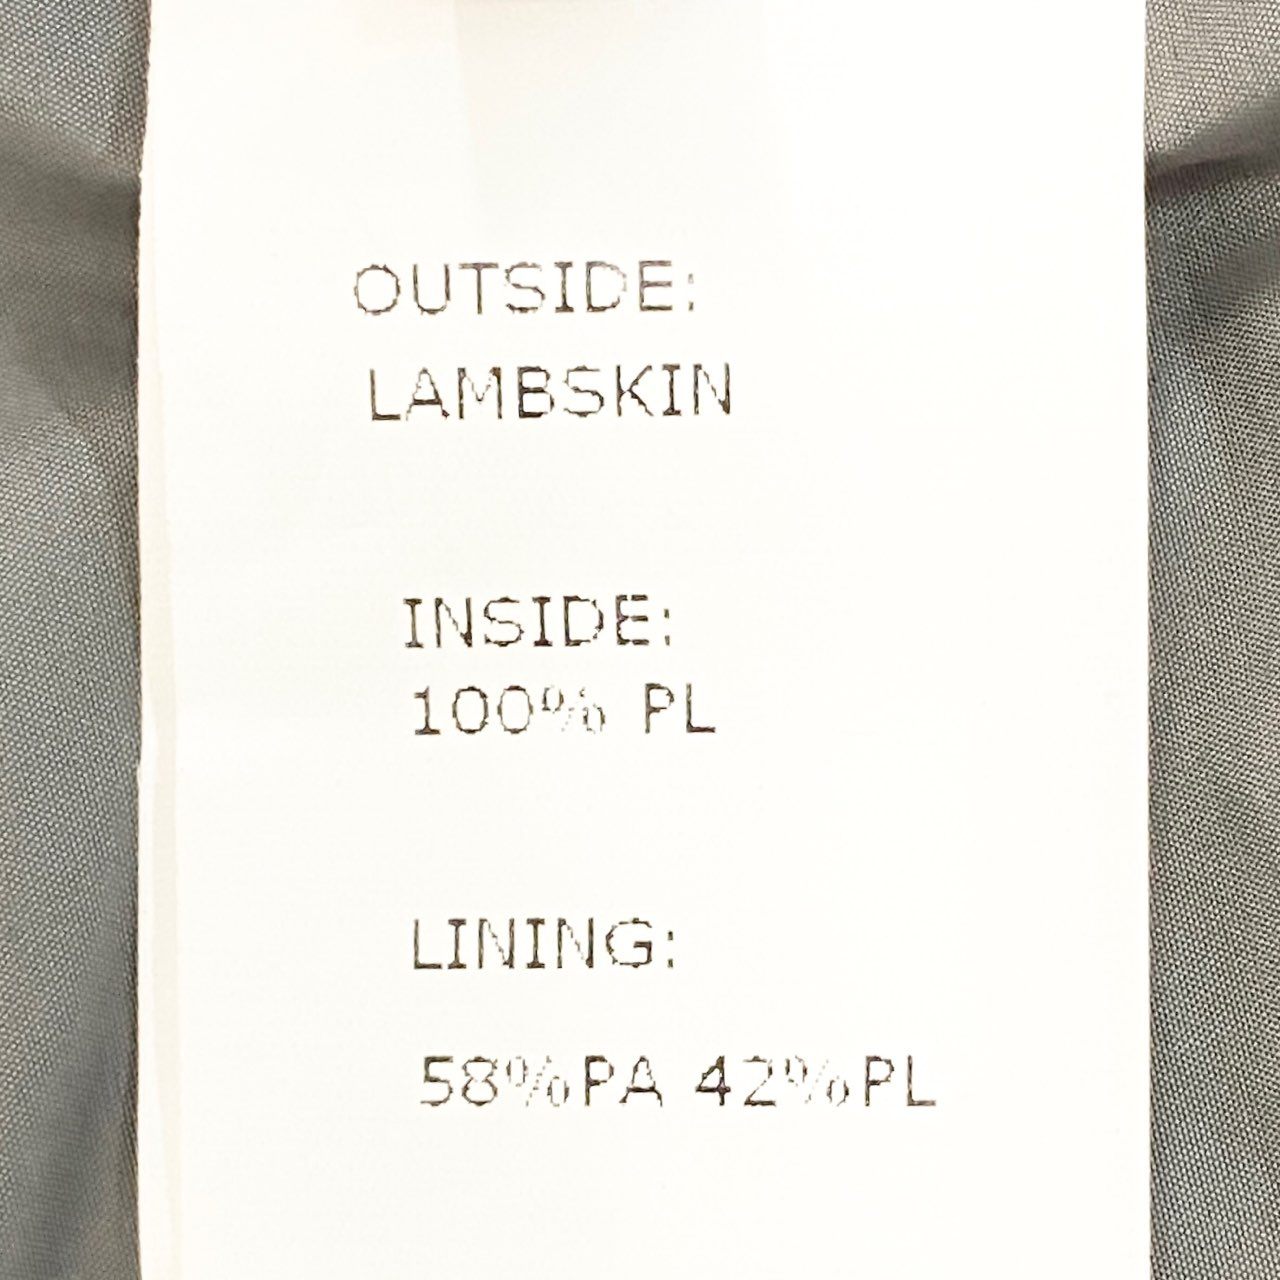 OUTSIDE:
LAMBSKIN
INSIDE:
100% PL
LINING:
58%PA 42%PL